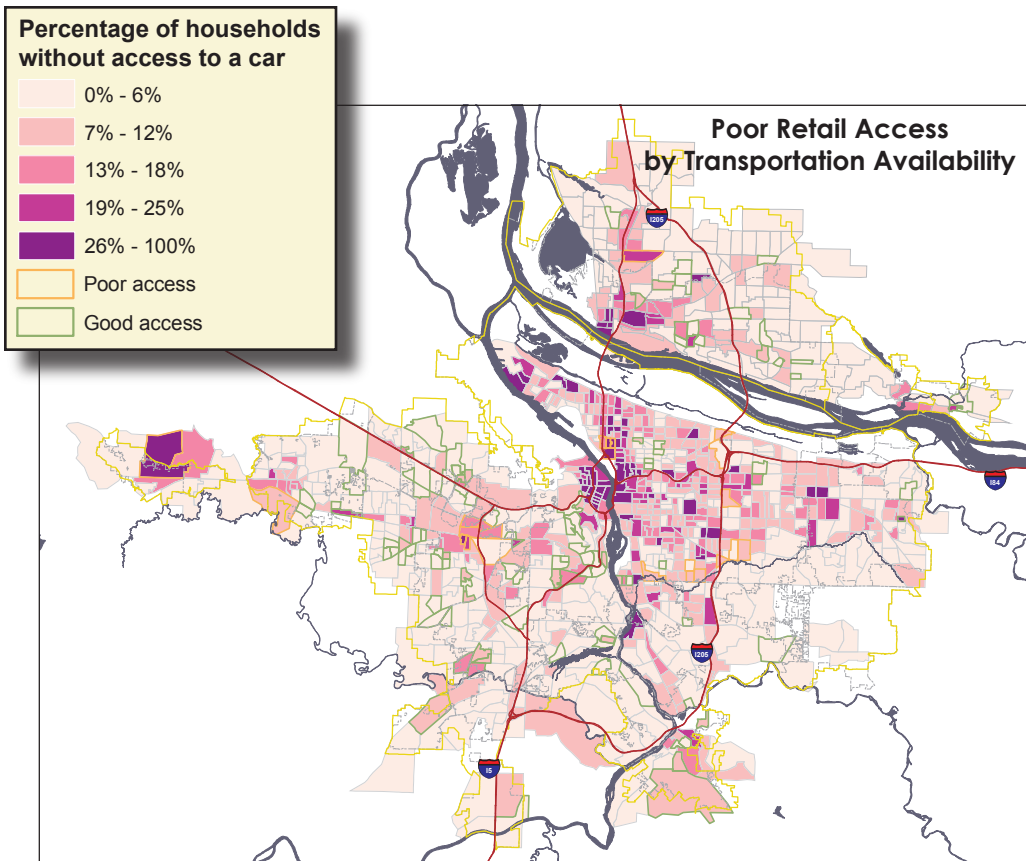 Percentage of households
without access to a car
0% - 6%
7% - 12%
13% - 18%
19% - 25%
26% - 100%
Poor access
Good access
Poor Retail Access
by Transportation Availability
I205
I84
I205
I5